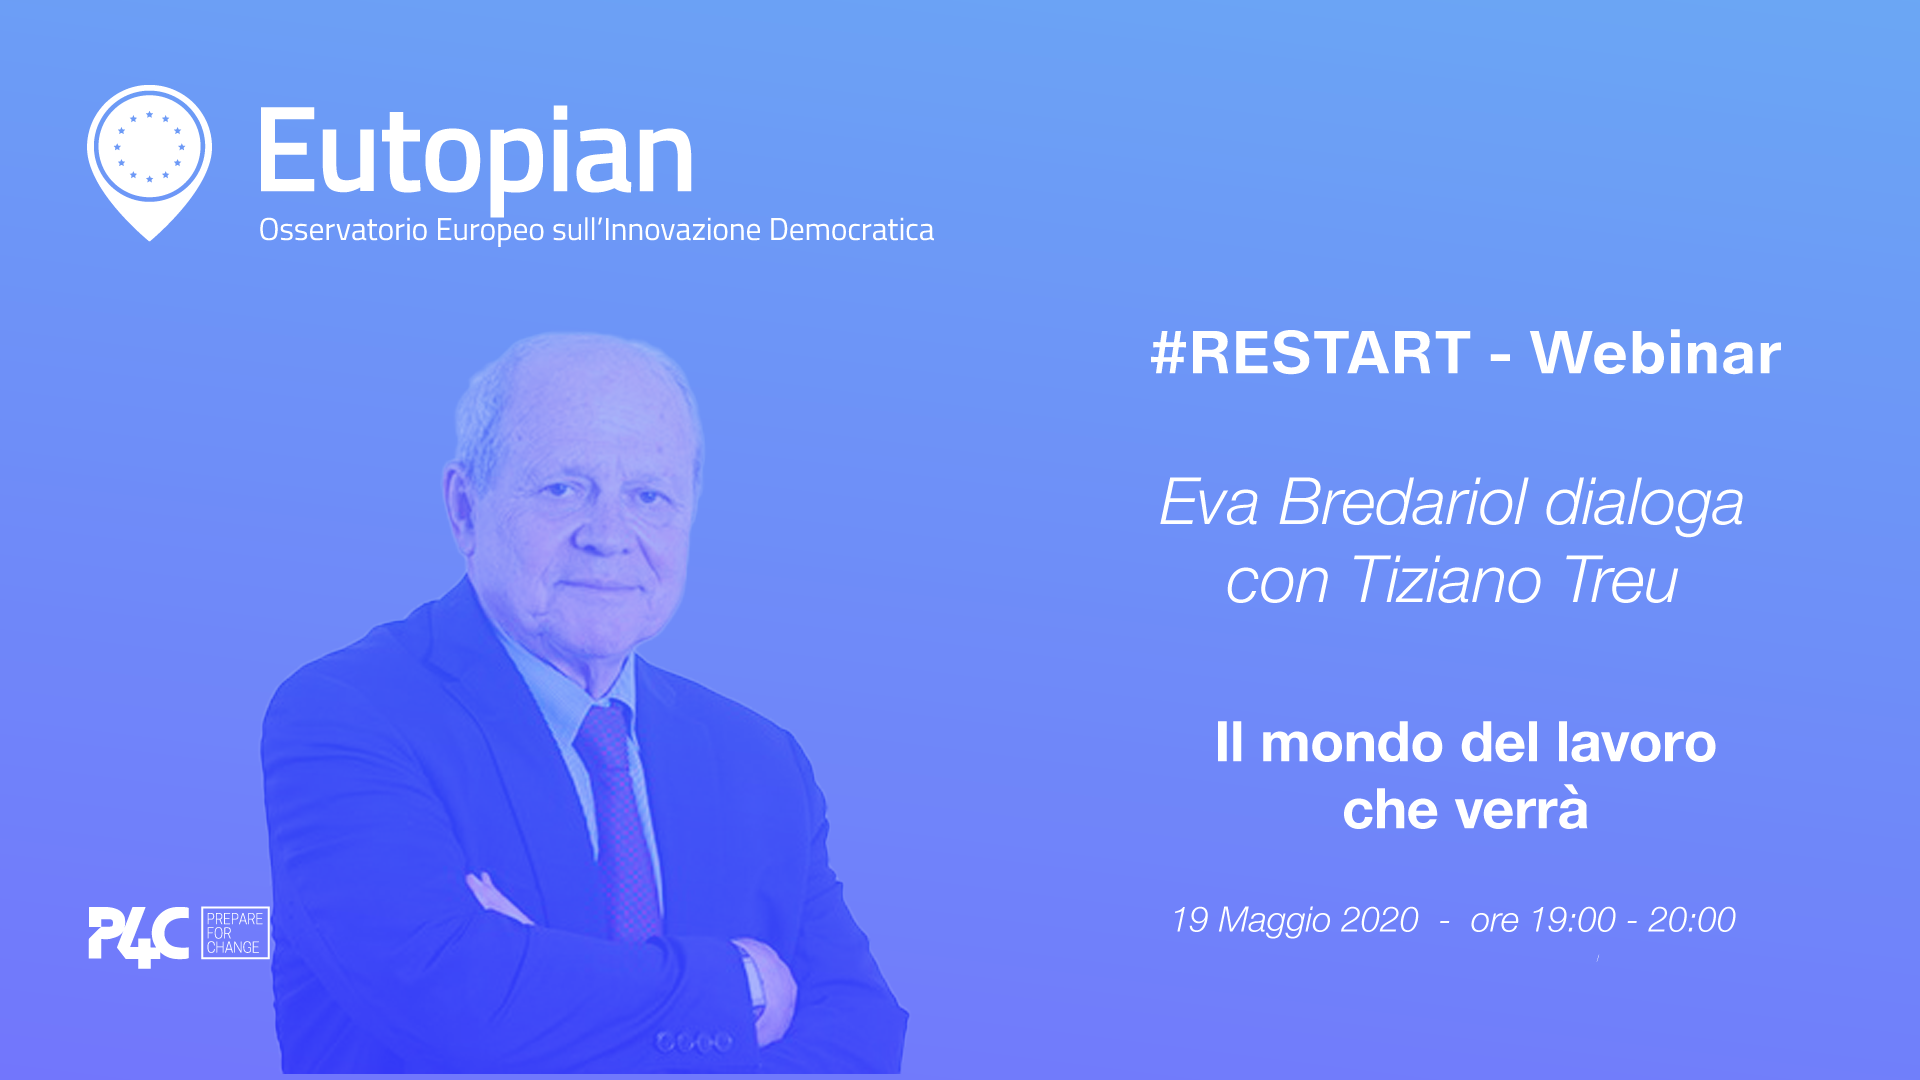 Eutopian
Osservatorio Europeo sull'Innovazione Democratica
#RESTART - Webinar
Eva Bredariol dialoga
con Tiziano Treu
Il mondo del lavoro
che verrà
19 Maggio 2020 - ore 19:00 - 20:00
P4C
PREPARE
FOR
CHANGE